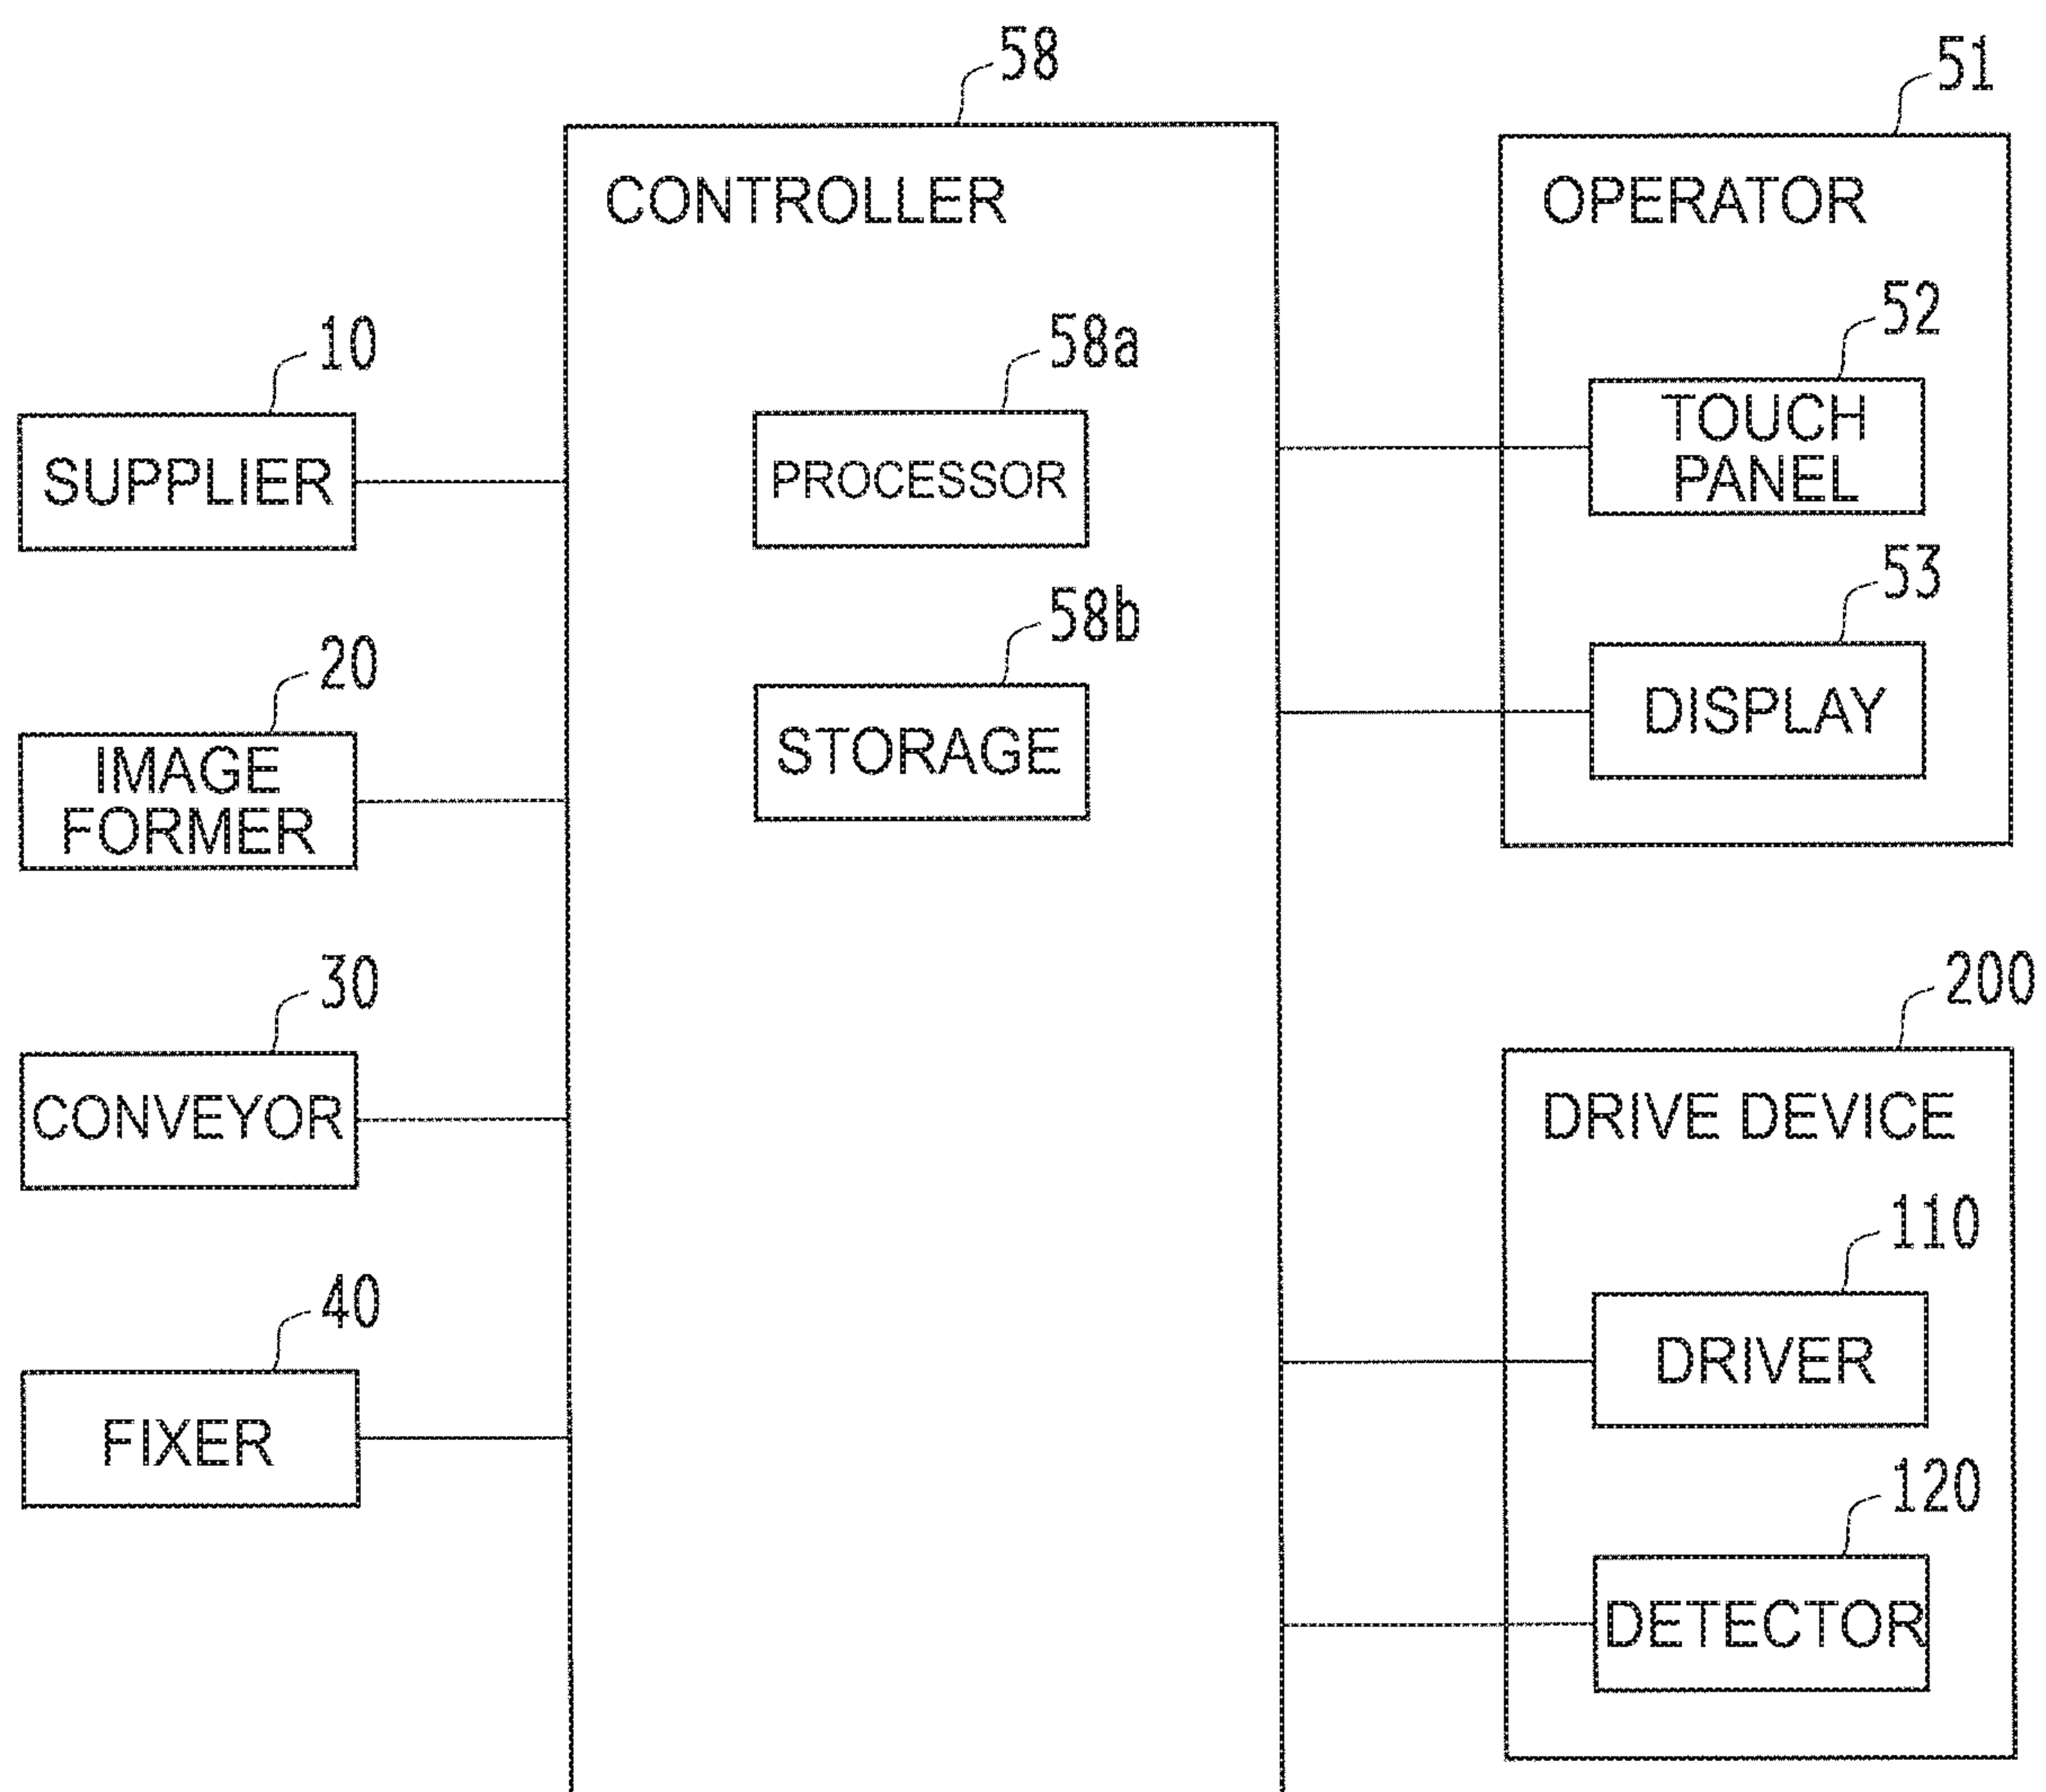 58
CONTROLLER
58a
PROCESSOR
58b
STORAGE
10
SUPPLIER
20
IMAGE
FORMER
30
CONVEYOR
40
FIXER
51
OPERATOR
52
TOUCH
PANEL
53
DISPLAY
200
DRIVE DEVICE
110
DRIVER
120
DETECTOR